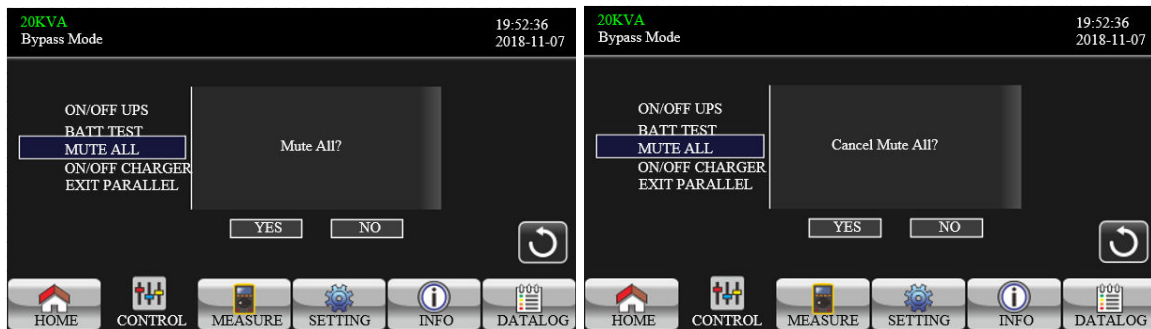 20KVA
Bypass Mode
19:52:36
2018-11-07
ON/OFF UPS
BATT TEST
MUTE ALL
ON/OFF CHARGER
EXIT PARALLEL
Mute All?
YES NO
HOME CONTROL MEASURE SETTING INFO DATALOG
20KVA
Bypass Mode
19:52:36
2018-11-07
ON/OFF UPS
BATT TEST
MUTE ALL
ON/OFF CHARGER
EXIT PARALLEL
Cancel Mute All?
YES NO
HOME CONTROL MEASURE SETTING INFO DATALOG